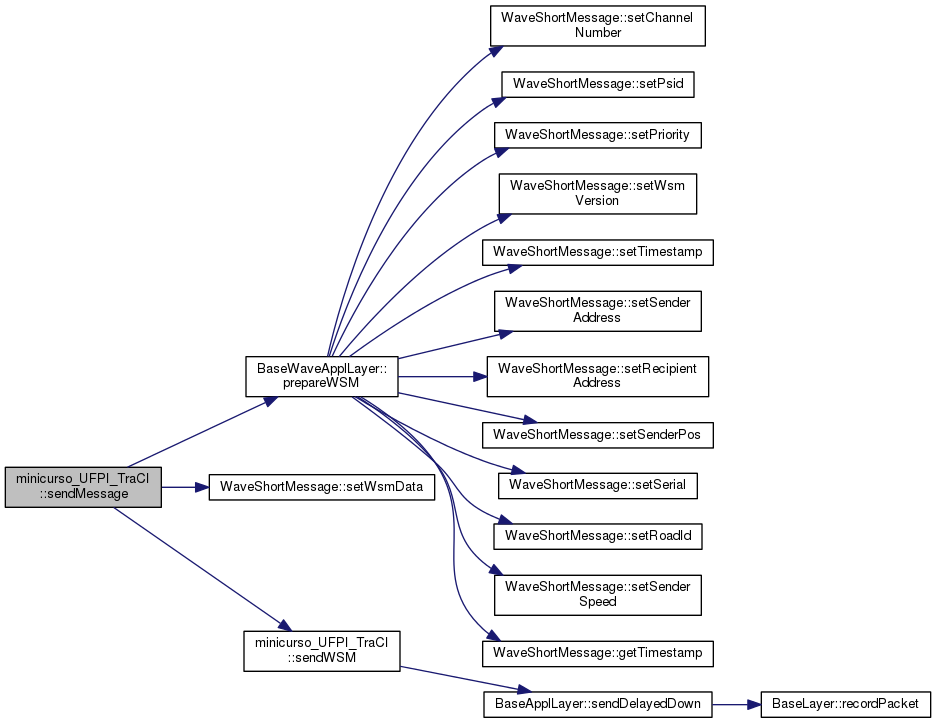 WaveShortMessage::setChannel
Number
WaveShortMessage::setPsid
WaveShortMessage::setPriority
WaveShortMessage::setWsm
Version
WaveShortMessage::setTimestamp
WaveShortMessage::setSender
Address
BaseWaveApplLayer::
prepareWSM
WaveShortMessage::setRecipient
Address
WaveShortMessage::setSenderPos
minicurso_UFPI_TraCI
::sendMessage
WaveShortMessage::setWsmData
WaveShortMessage::setSerial
WaveShortMessage::setRoadId
WaveShortMessage::setSender
Speed
minicurso_UFPI_TraCI
::sendWSM
WaveShortMessage::getTimestamp
BaseApplLayer::sendDelayedDown
BaseLayer::recordPacket